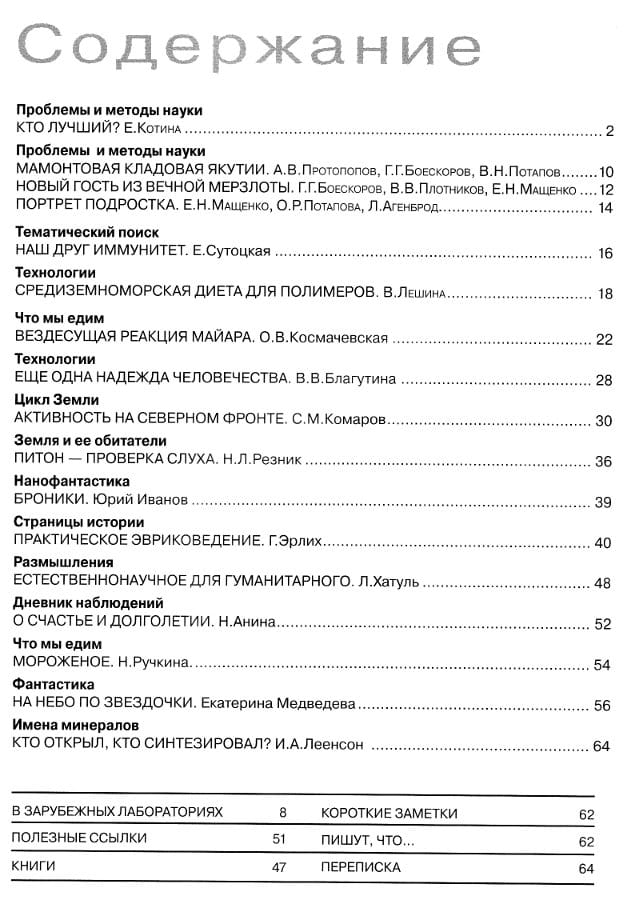 Содержание
Проблемы и методы науки
КТО ЛУЧШИЙ? Е.Котина ........ 2
Проблемы и методы науки
МАМОНТОВАЯ КЛАДОВАЯ ЯКУТИИ. А.В.Протопопов, Г.Г.Боескоров, В.Н.Потапов........10
НОВЫЙ ГОСТЬ ИЗ ВЕЧНОЙ МЕРЗЛОТЫ. Г.Г.Боескоров, В.В.Плотников, Е.Н.Мащенко ....12
ПОРТРЕТ ПОДРОСТКА. Е.Н.Мащенко, О.Р.Потапова, Л.Агенброд........ 14
Тематический поиск
НАШ ДРУГ ИММУНИТЕТ. Е.Сутоцкая ........ 16
Технологии
СРЕДИЗЕМНОМОРСКАЯ ДИЕТА ДЛЯ ПОЛИМЕРОВ. В.Лешина........ 18
Что мы едим
ВЕЗДЕСУЩАЯ РЕАКЦИЯ МАЙАРА. О.В.Космачевская ........ 22
Технологии
ЕЩЕ ОДНА НАДЕЖДА ЧЕЛОВЕЧЕСТВА. В.В.Благутина ........ 28
Цикл Земли
АКТИВНОСТЬ НА СЕВЕРНОМ ФРОНТЕ. С.М.Комаров........ 30
Земля и ее обитатели
ПИТОН — ПРОВЕРКА СЛУХА. Н.Л.Резник ........ 36
Нанофантастика
БРОНИКИ. Юрий Иванов ........ 39
Страницы истории
ПРАКТИЧЕСКОЕ ЭВРИКОВЕДЕНИЕ. Г.Эрлих........ 40
Размышления
ЕСТЕСТВЕННОНАУЧНОЕ ДЛЯ ГУМАНИТАРНОГО. Л.Хатуль ........ 48
Дневник наблюдений
О СЧАСТЬЕ И ДОЛГОЛЕТИИ. Н.Анина........ 52
Что мы едим
МОРОЖЕНОЕ. Н.Ручкина........ 54
Фантастика
НА НЕБО ПО ЗВЕЗДОЧКИ. Екатерина Медведева........ 56
Имена минералов
КТО ОТКРЫЛ, КТО СИНТЕЗИРОВАЛ? И.А.Леенсон ........ 64
В ЗАРУБЕЖНЫХ ЛАБОРАТОРИЯХ 8 КОРОТКИЕ ЗАМЕТКИ 62
ПОЛЕЗНЫЕ ССЫЛКИ 51 ПИШУТ, ЧТО... 62
КНИГИ 47 ПЕРЕПИСКА 64